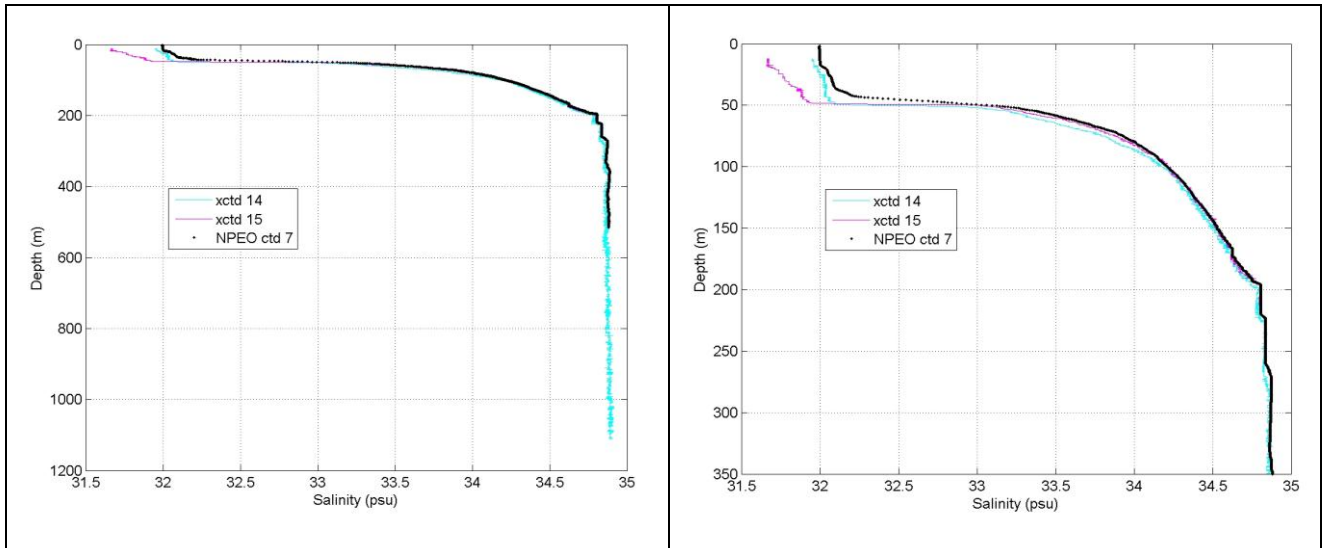 0
200
400
600
800
1000
1200
Depth (m)
31.5 32 32.5 33 33.5 34 34.5 35
Salinity (psu)
xctd 14
xctd 15
NPEO ctd 7
0
50
100
150
200
250
300
350
Depth (m)
31.5 32 32.5 33 33.5 34 34.5 35
Salinity (psu)
xctd 14
xctd 15
NPEO ctd 7